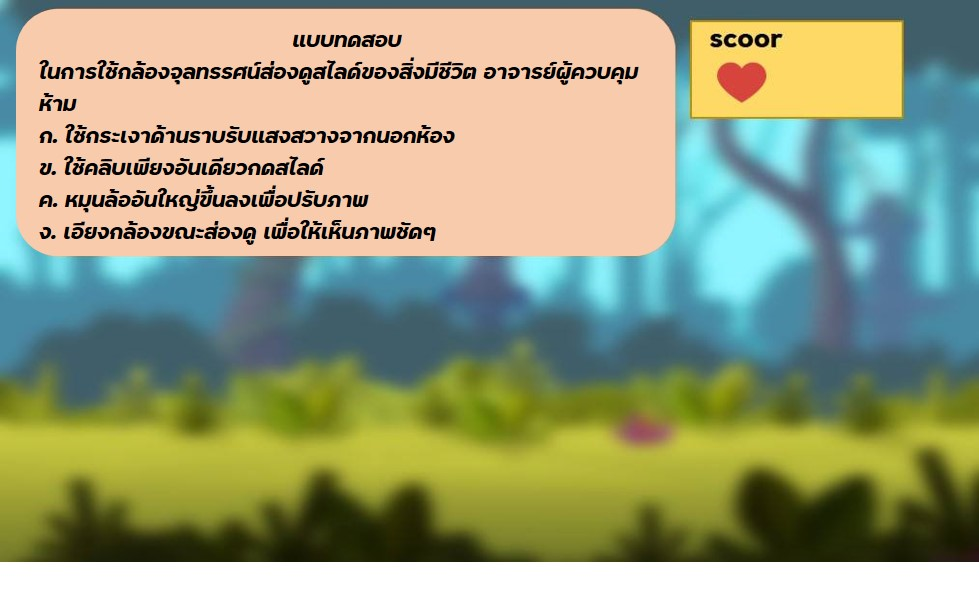 แบบทดสอบ
ในการใช้กล้องจุลทรรศน์ส่องดูสไลด์ของสิ่งมีชีวิต อาจารย์ผู้ควบคุม
ห้าม
ก. ใช้กระเงาด้านราบรับแสงสว่างจากนอกห้อง
ข. ใช้คลิบเพียงอันเดียวกดสไลด์
ค. หมุนล้ออันใหญ่ขึ้นลงเพื่อปรับภาพ
ง. เอียงกล้องขณะส่องดู เพื่อให้เห็นภาพชัดๆ
scoor